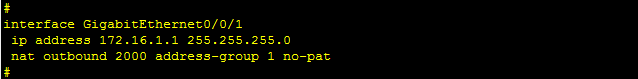 #
interface GigabitEthernet0/0/1
 ip address 172.16.1.1 255.255.255.0
 nat outbound 2000 address-group 1 no-pat
#